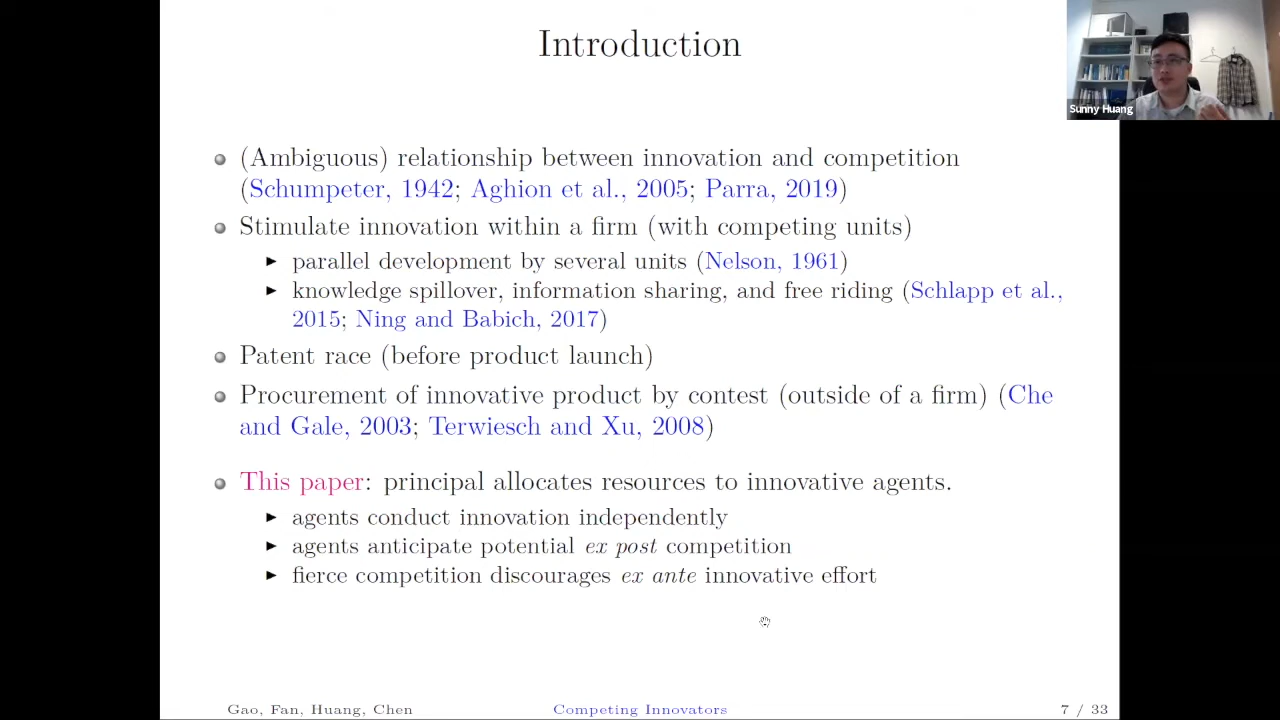 Introduction
Sunny Huang
(Ambiguous) relationship between innovation and competition
(Schumpeter, 1942; Aghion et al., 2005; Parra, 2019)
Stimulate innovation within a firm (with competing units)
parallel development by several units (Nelson, 1961)
knowledge spillover, information sharing, and free riding (Schlapp et al.,
2015; Ning and Babich, 2017)
Patent race (before product launch)
Procurement of innovative product by contest (outside of a firm) (Che
and Gale, 2003; Terwiesch and Xu, 2008)
This paper: principal allocates resources to innovative agents.
agents conduct innovation independently
agents anticipate potential ex post competition
fierce competition discourages ex ante innovative effort
Gao, Fan, Huang, Chen
Competing Innovators
7 / 33